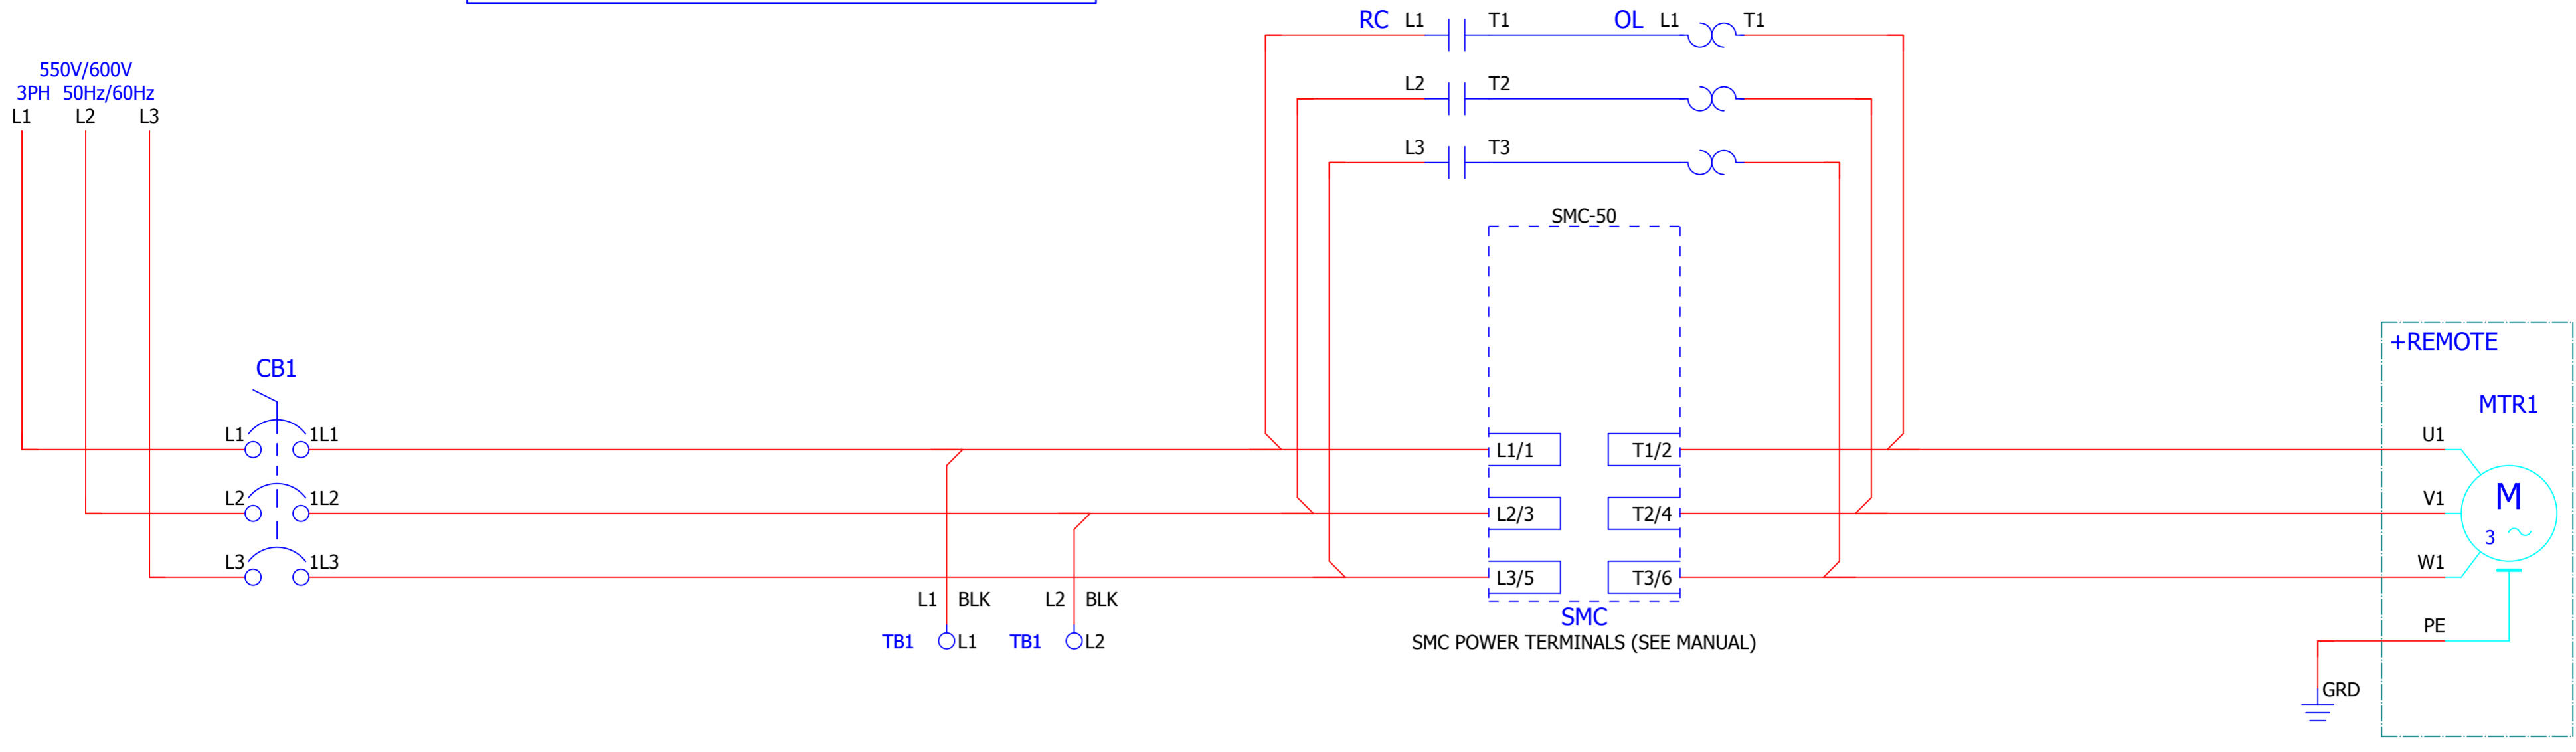 RC L1 T1 OL L1 T1
550V/600V
3PH 50Hz/60Hz
L1 L2 L3
L2 T2
L3 T3
SMC-50
+REMOTE
CB1
MTR1
L1 1L1 L1/1 T1/2 U1
L2 1L2 L2/3 T2/4 V1
M
3
L3 1L3 L3/5 T3/6 W1
L1 BLK L2 BLK
SMC
TB1 L1 TB1 L2
SMC POWER TERMINALS (SEE MANUAL)
PE
GRD